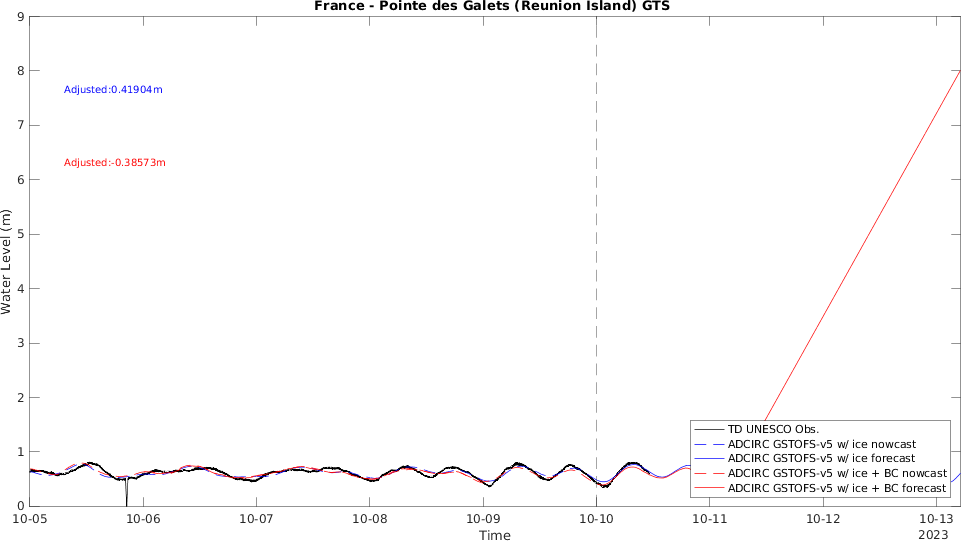 France - Pointe des Galets (Reunion Island) GTS
9
8
7
6
5
4
3
2
1
0
Water Level (m)
Adjusted:0.41904m
Adjusted:-0.38573m
TD UNESCO Obs.
ADCIRC GSTOFS-v5 w/ ice nowcast
ADCIRC GSTOFS-v5 w/ ice forecast
ADCIRC GSTOFS-v5 w/ ice + BC nowcast
ADCIRC GSTOFS-v5 w/ ice + BC forecast
10-05 10-06 10-07 10-08 10-09 10-10 10-11 10-12 10-13
Time
2023